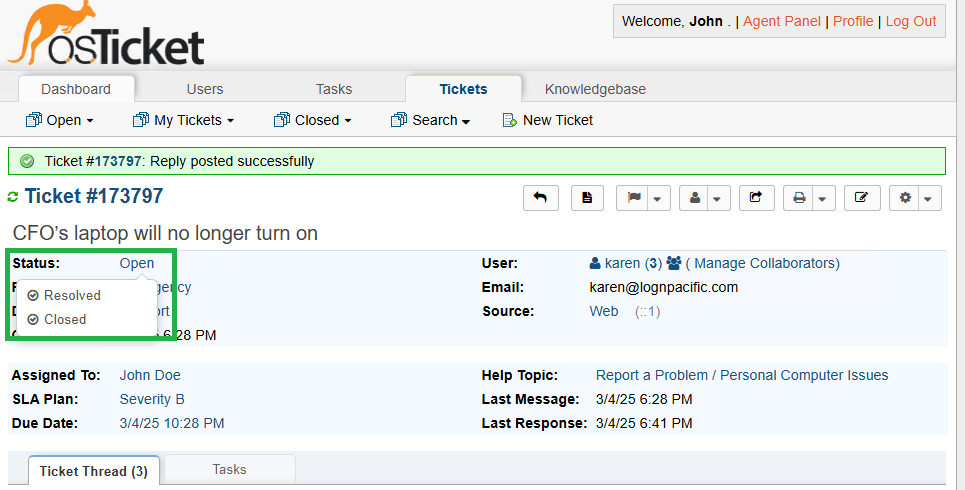 osTicket
Welcome, John . | Agent Panel | Profile | Log Out
Dashboard Users Tasks Tickets Knowledgebase
Open My Tickets Closed Search New Ticket
Ticket #173797: Reply posted successfully
Ticket #173797
CFO’s laptop will no longer turn on
Status: Open User: karen (3) ( Manage Collaborators)
Resolved
Closed
Email: karen@lognpacific.com
Source: Web (::1)
6:28 PM
Assigned To: John Doe Help Topic: Report a Problem / Personal Computer Issues
SLA Plan: Severity B Last Message: 3/4/25 6:28 PM
Due Date: 3/4/25 10:28 PM Last Response: 3/4/25 6:41 PM
Ticket Thread (3) Tasks